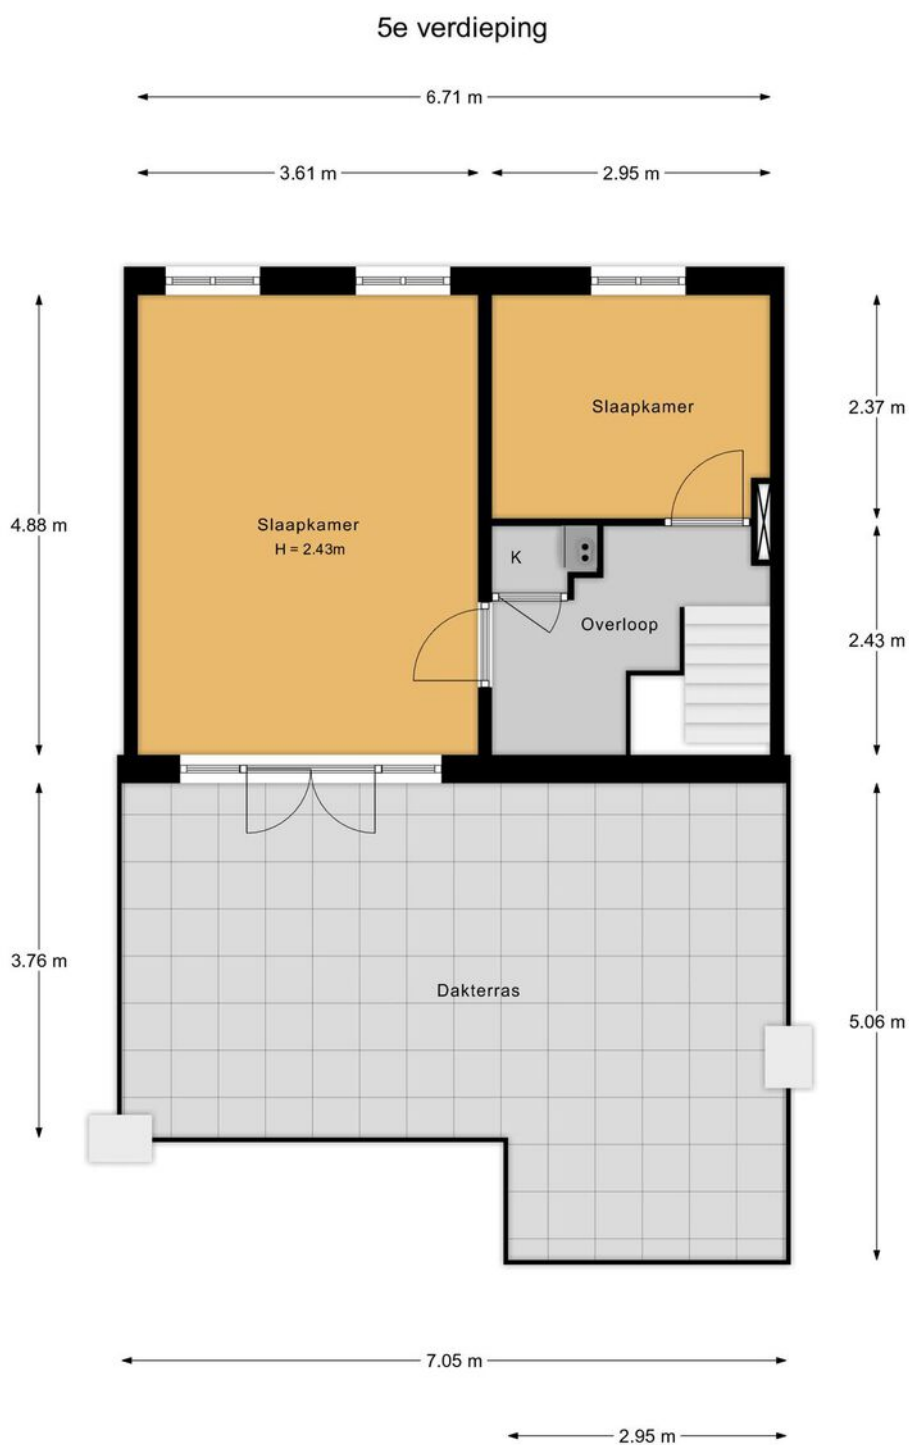 5e verdieping
6.71 m
3.61 m
2.95 m
Slaapkamer
2.37 m
4.88 m
Slaapkamer
H = 2.43m
K
Overloop
2.43 m
3.76 m
Dakterras
5.06 m
7.05 m
2.95 m